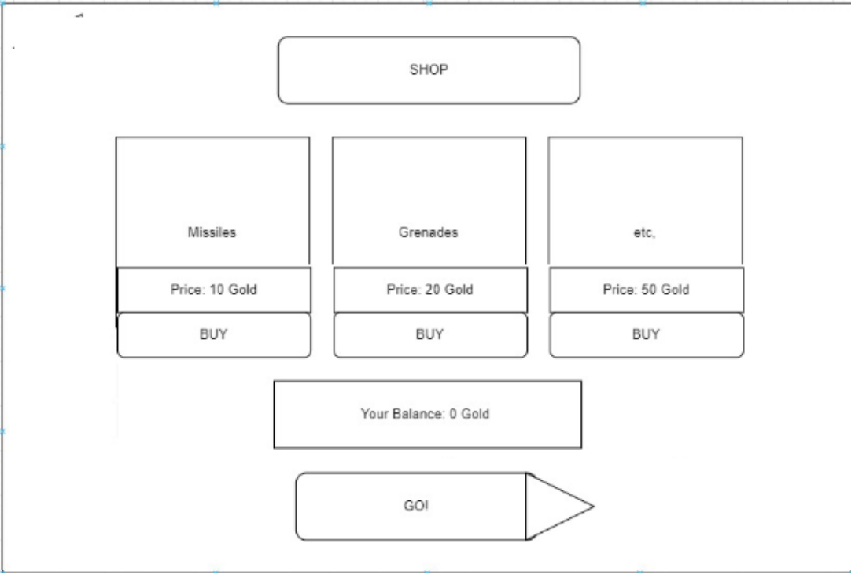 SHOP
Missiles
Grenades
etc,
Price: 10 Gold
Price: 20 Gold
Price: 50 Gold
BUY
BUY
BUY
Your Balance: 0 Gold
GO!